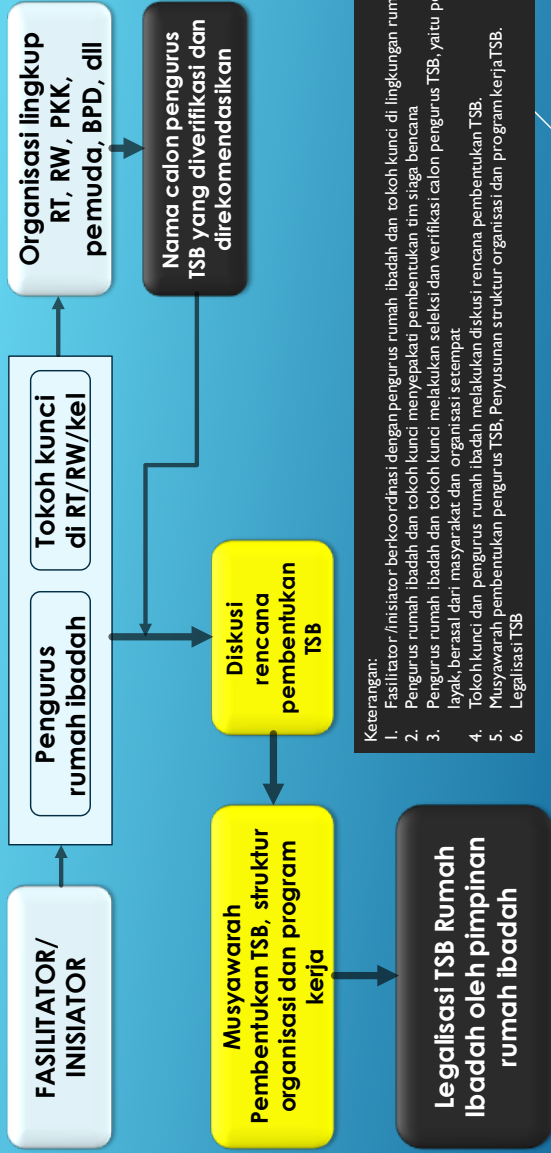 FASILITATOR/
INISIATOR
Pengurus
rumah ibadah
Tokoh kunci
di RT/RW/kel
Organisasi lingkup
RT, RW, PKK,
pemuda, BPD, dll
Nama calon pengurus
TSB yang diverifikasi dan
direkomendasikan
Diskusi
rencana
pembentukan
TSB
Musyawarah
Pembentukan TSB, struktur
organisasi dan program
kerja
Legalisasi TSB Rumah
Ibadah oleh pimpinan
rumah ibadah
Keterangan:
1. Fasilitator/inisiator berkoordinasi dengan pengurus rumah ibadah dan tokoh kunci di lingkungan
2. Pengurus rumah ibadah dan tokoh kunci menyepakati pembentukan tim siaga bencana
3. Pengurus rumah ibadah dan tokoh kunci melakukan seleksi dan verifikasi calon pengurus TSB, yaitu
layak, berasal dari masyarakat dan organisasi setempat
4. Tokoh kunci dan pengurus rumah ibadah melakukan diskusi rencana pembentukan TSB.
5. Musyawarah pembentukan pengurus TSB, Penyusunan struktur organisasi dan program kerja TSB.
6. Legalisasi TSB